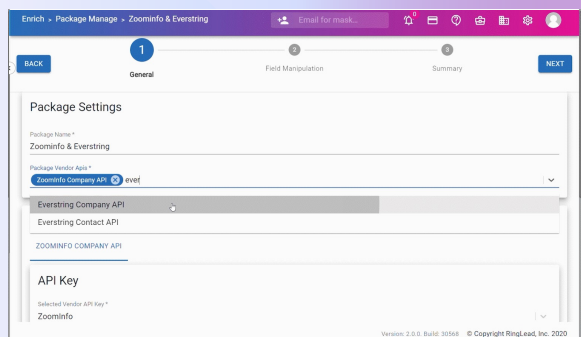 Enrich > Package Manage > Zoominfo & Everstring
Email for mask...
0
BACK
1
General
2
Field Manipulation
3
Summary
NEXT
Package Settings
Package Name *
Zoominfo & Everstring
Package Vendor Apis *
ZoomInfo Company API ever
Everstring Company API
Everstring Contact API
ZOOMINFO COMPANY API
API Key
Selected Vendor API Key *
ZoomInfo
Version: 2.0.0. Build: 30568 © Copyright RingLead, Inc. 2020